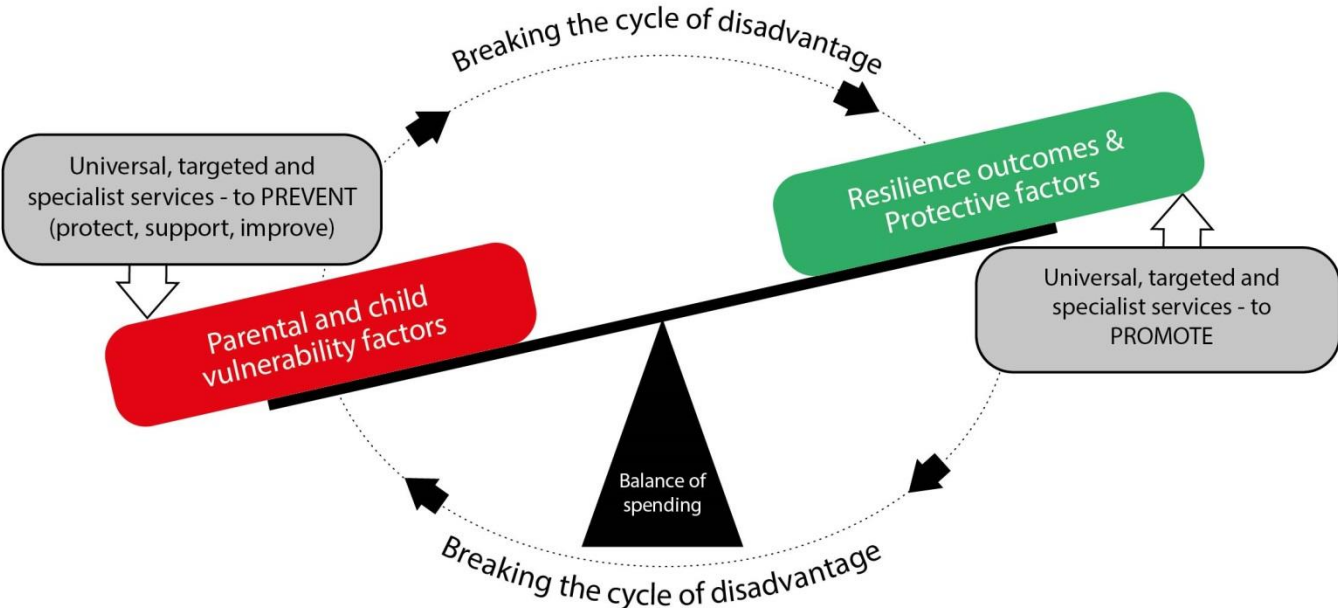 Breaking the cycle of disadvantage
Universal, targeted and
specialist services - to PREVENT
(protect, support, improve)
Resilience outcomes &
Protective factors
Parental and child
vulnerability factors
Universal, targeted and
specialist services - to
PROMOTE
Balance of
spending
Breaking the cycle of disadvantage